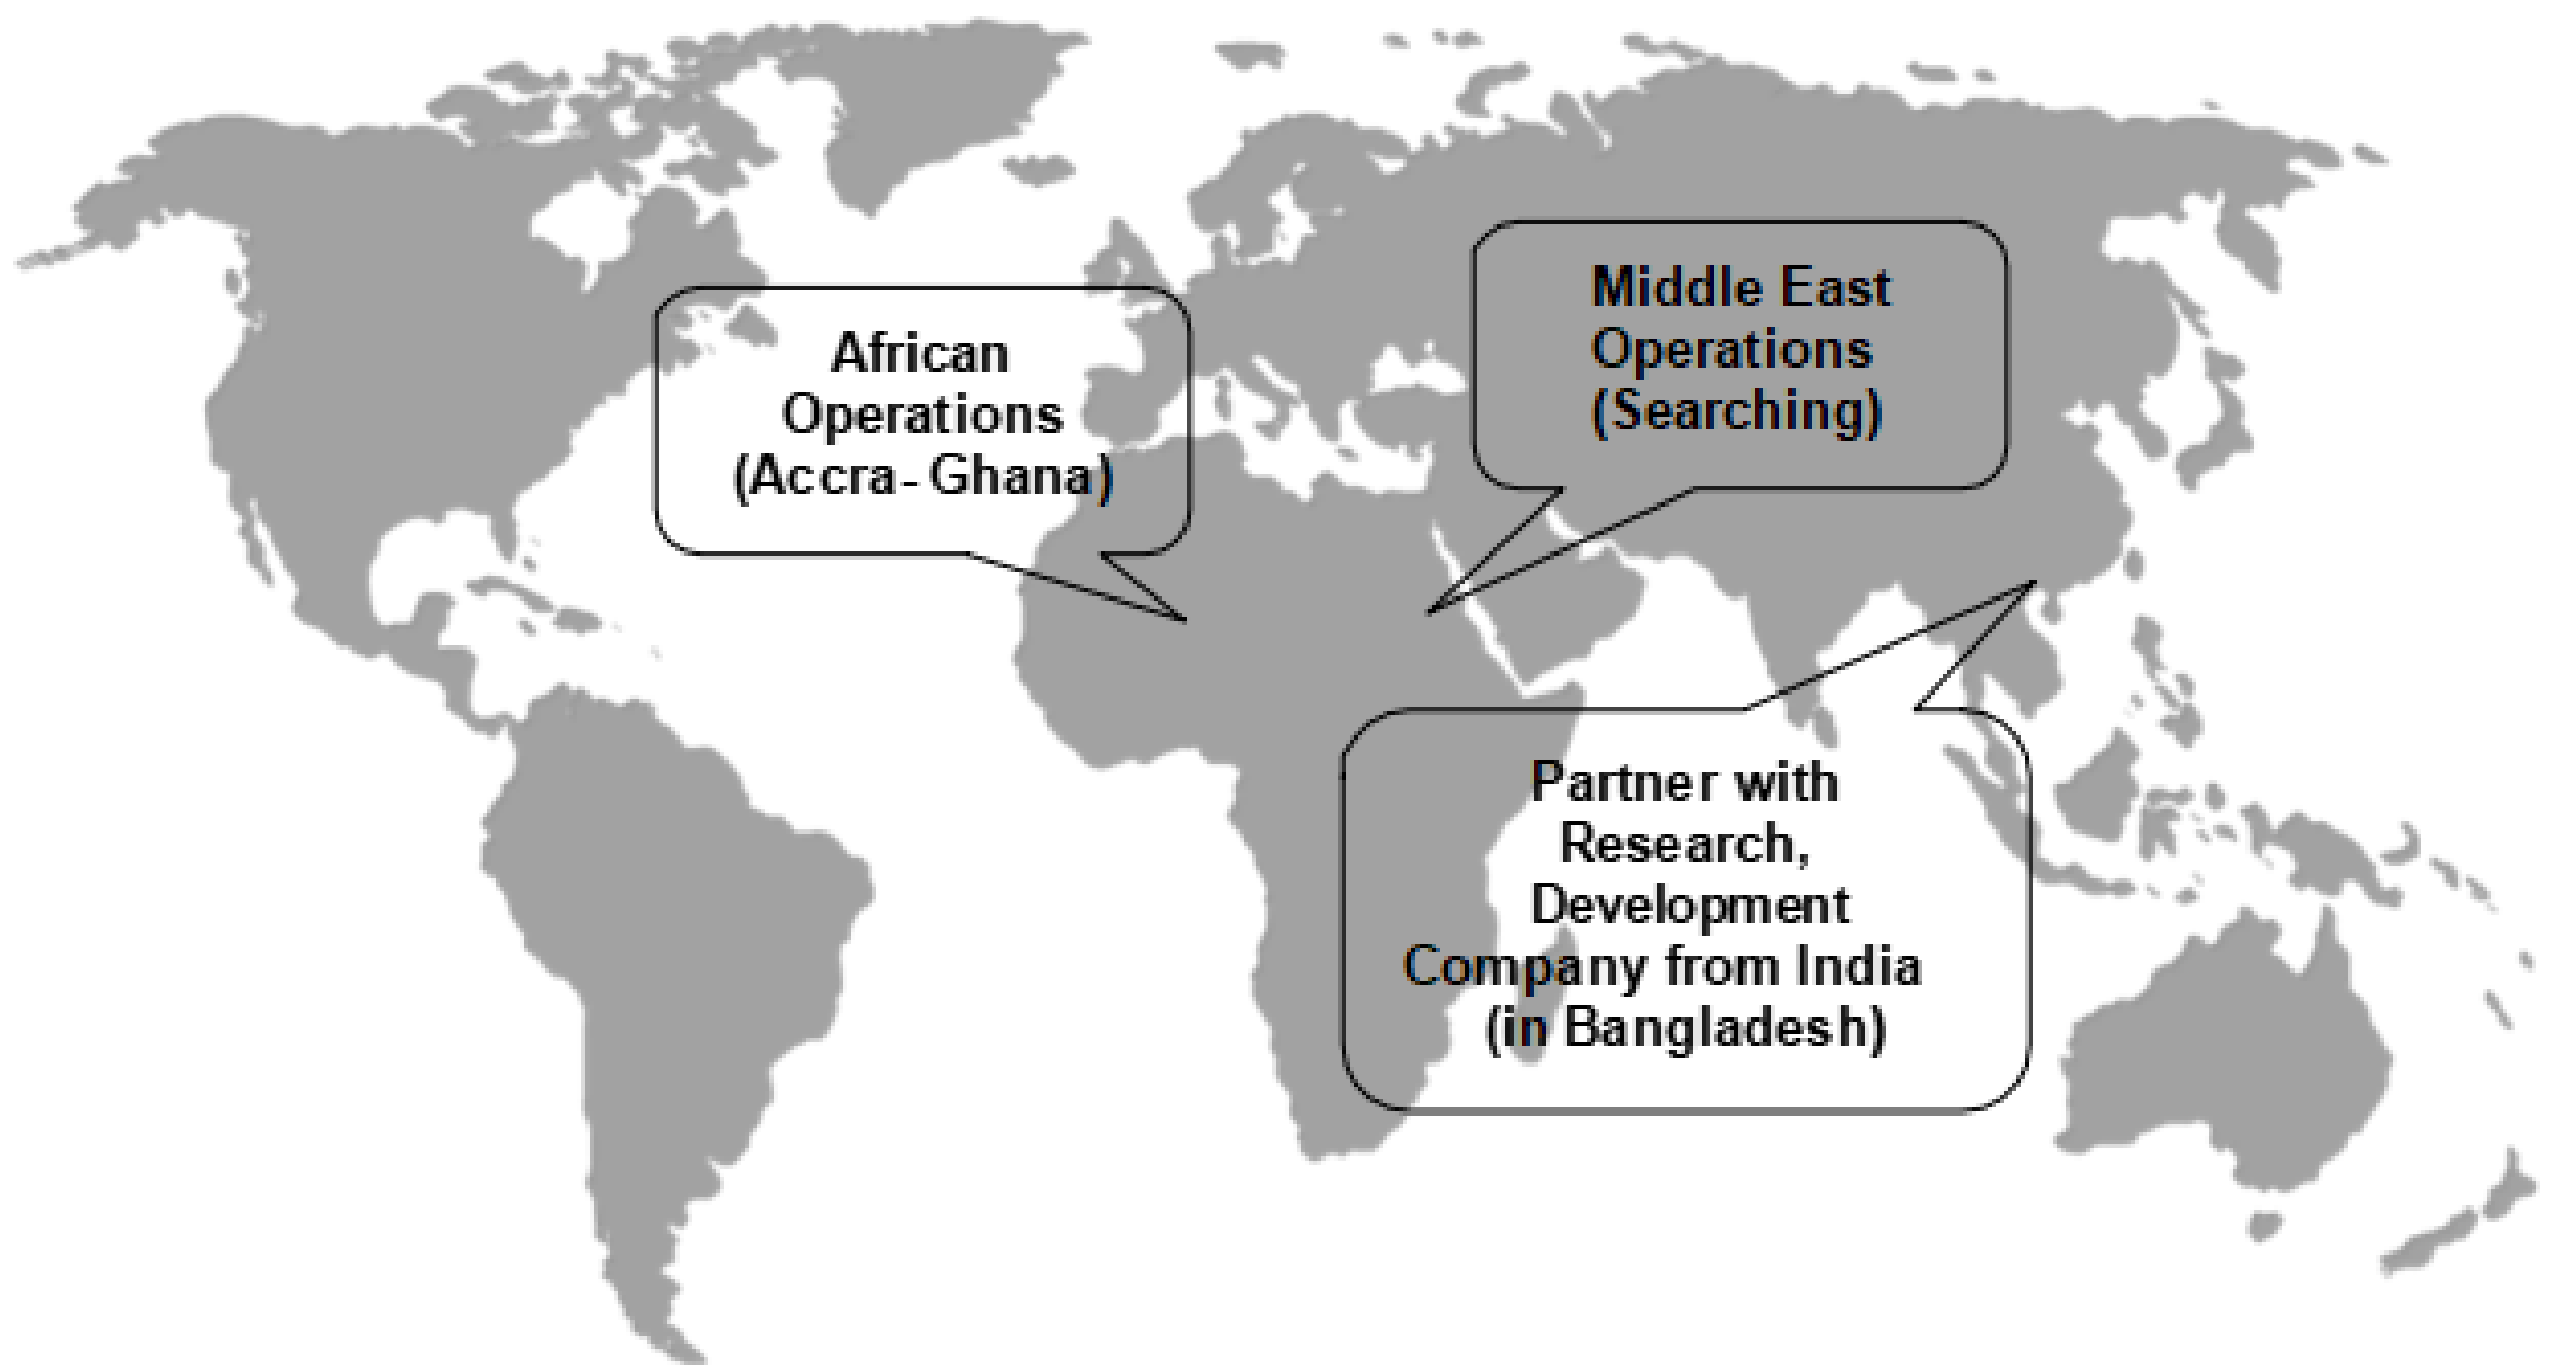 African
Operations
(Accra- Ghana)
Middle East
Operations
(Searching)
Partner with
Research,
Development
Company from India
(in Bangladesh)